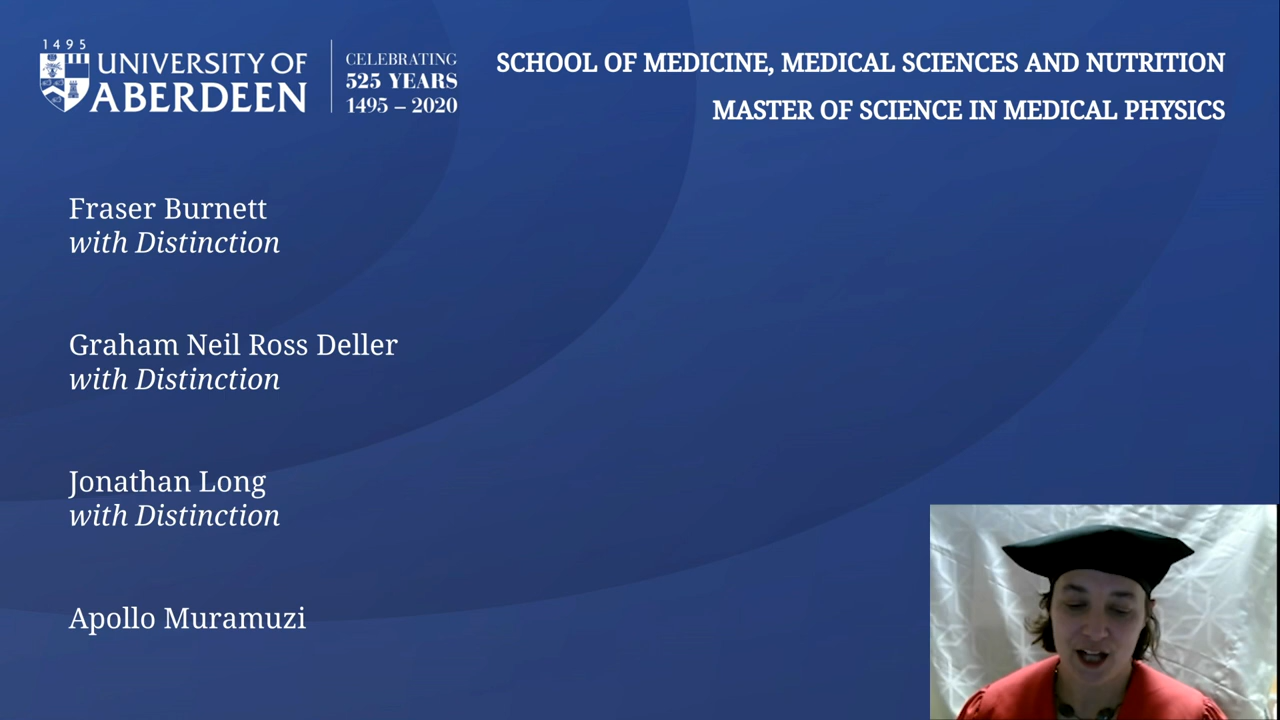 1495
UNIVERSITY OF
ABERDEEN
CELEBRATING
525 YEARS
1495 – 2020
SCHOOL OF MEDICINE, MEDICAL SCIENCES AND NUTRITION
MASTER OF SCIENCE IN MEDICAL PHYSICS
Fraser Burnett
with Distinction
Graham Neil Ross Deller
with Distinction
Jonathan Long
with Distinction
Apollo Muramuzi